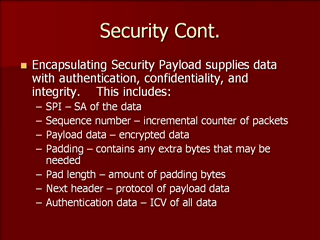 Security Cont.
Encapsulating Security Payload supplies data
with authentication, confidentiality, and
integrity. This includes:
– SPI – SA of the data
– Sequence number – incremental counter of packets
– Payload data – encrypted data
– Padding – contains any extra bytes that may be
needed
– Pad length – amount of padding bytes
– Next header – protocol of payload data
– Authentication data – ICV of all data